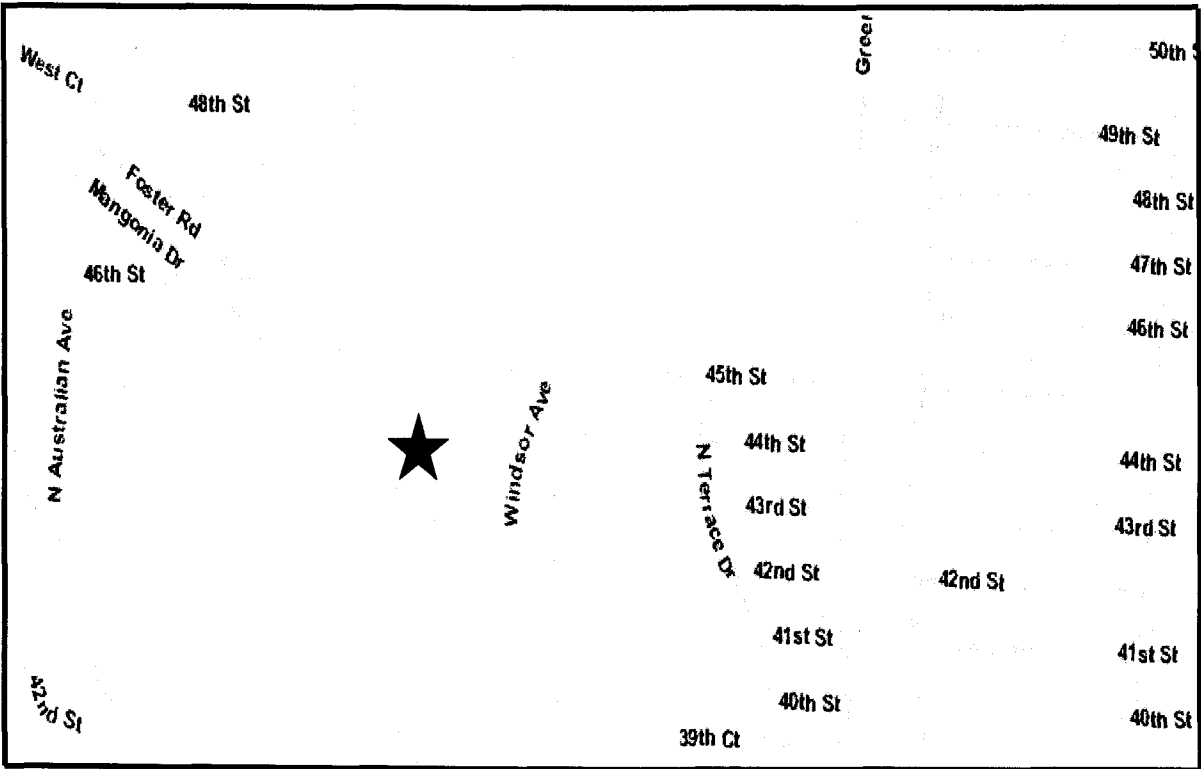 Greer
50th S
West Ct
48th St
49th St
Foster Rd
48th St
Mangonia Dr
46th St
47th St
N Australian Ave
46th St
45th St
Windsor Ave
44th St
44th St
N Terrace Dr
43rd St
43rd St
42nd St
42nd St
41st St
41st St
42nd St
40th St
40th St
39th Ct